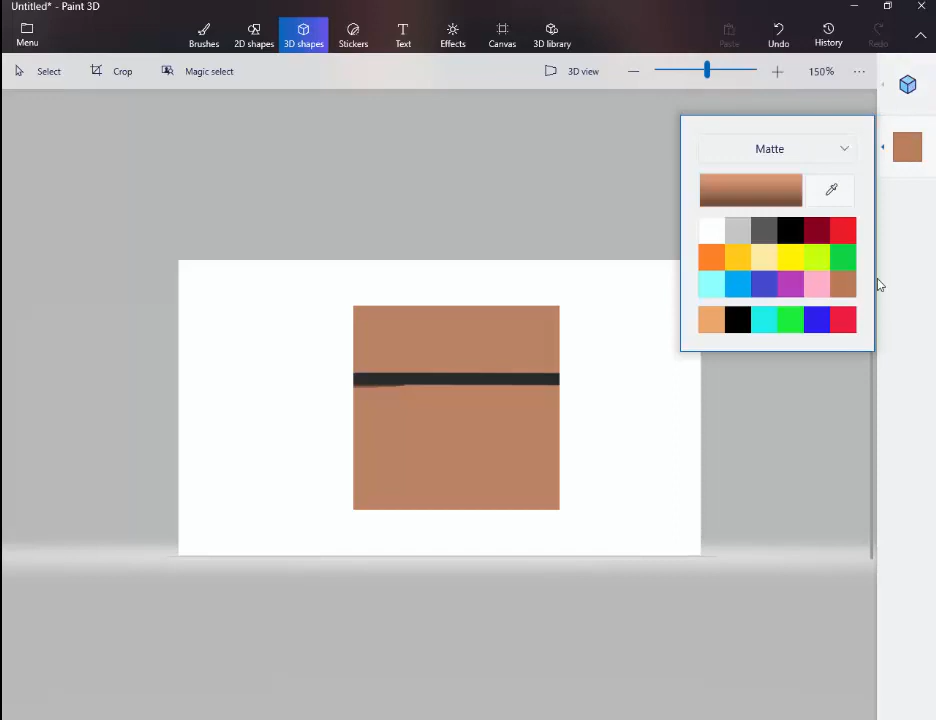 Untitled* - Paint 3D
Menu
Brushes
2D shapes
3D shapes
Stickers
Text
Effects
Canvas
3D library
Paste
Undo
History
Redo
Select
Crop
Magic select
3D view
150%
Matte